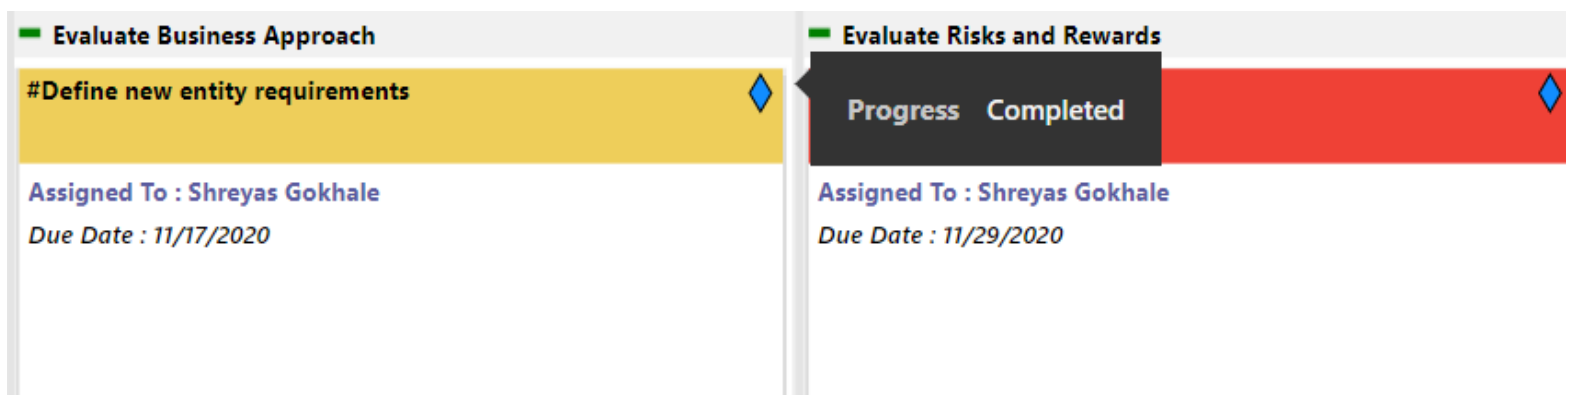 Evaluate Business Approach
#Define new entity requirements
Assigned To : Shreyas Gokhale
Due Date : 11/17/2020
Evaluate Risks and Rewards
Progress Completed
Assigned To : Shreyas Gokhale
Due Date : 11/29/2020